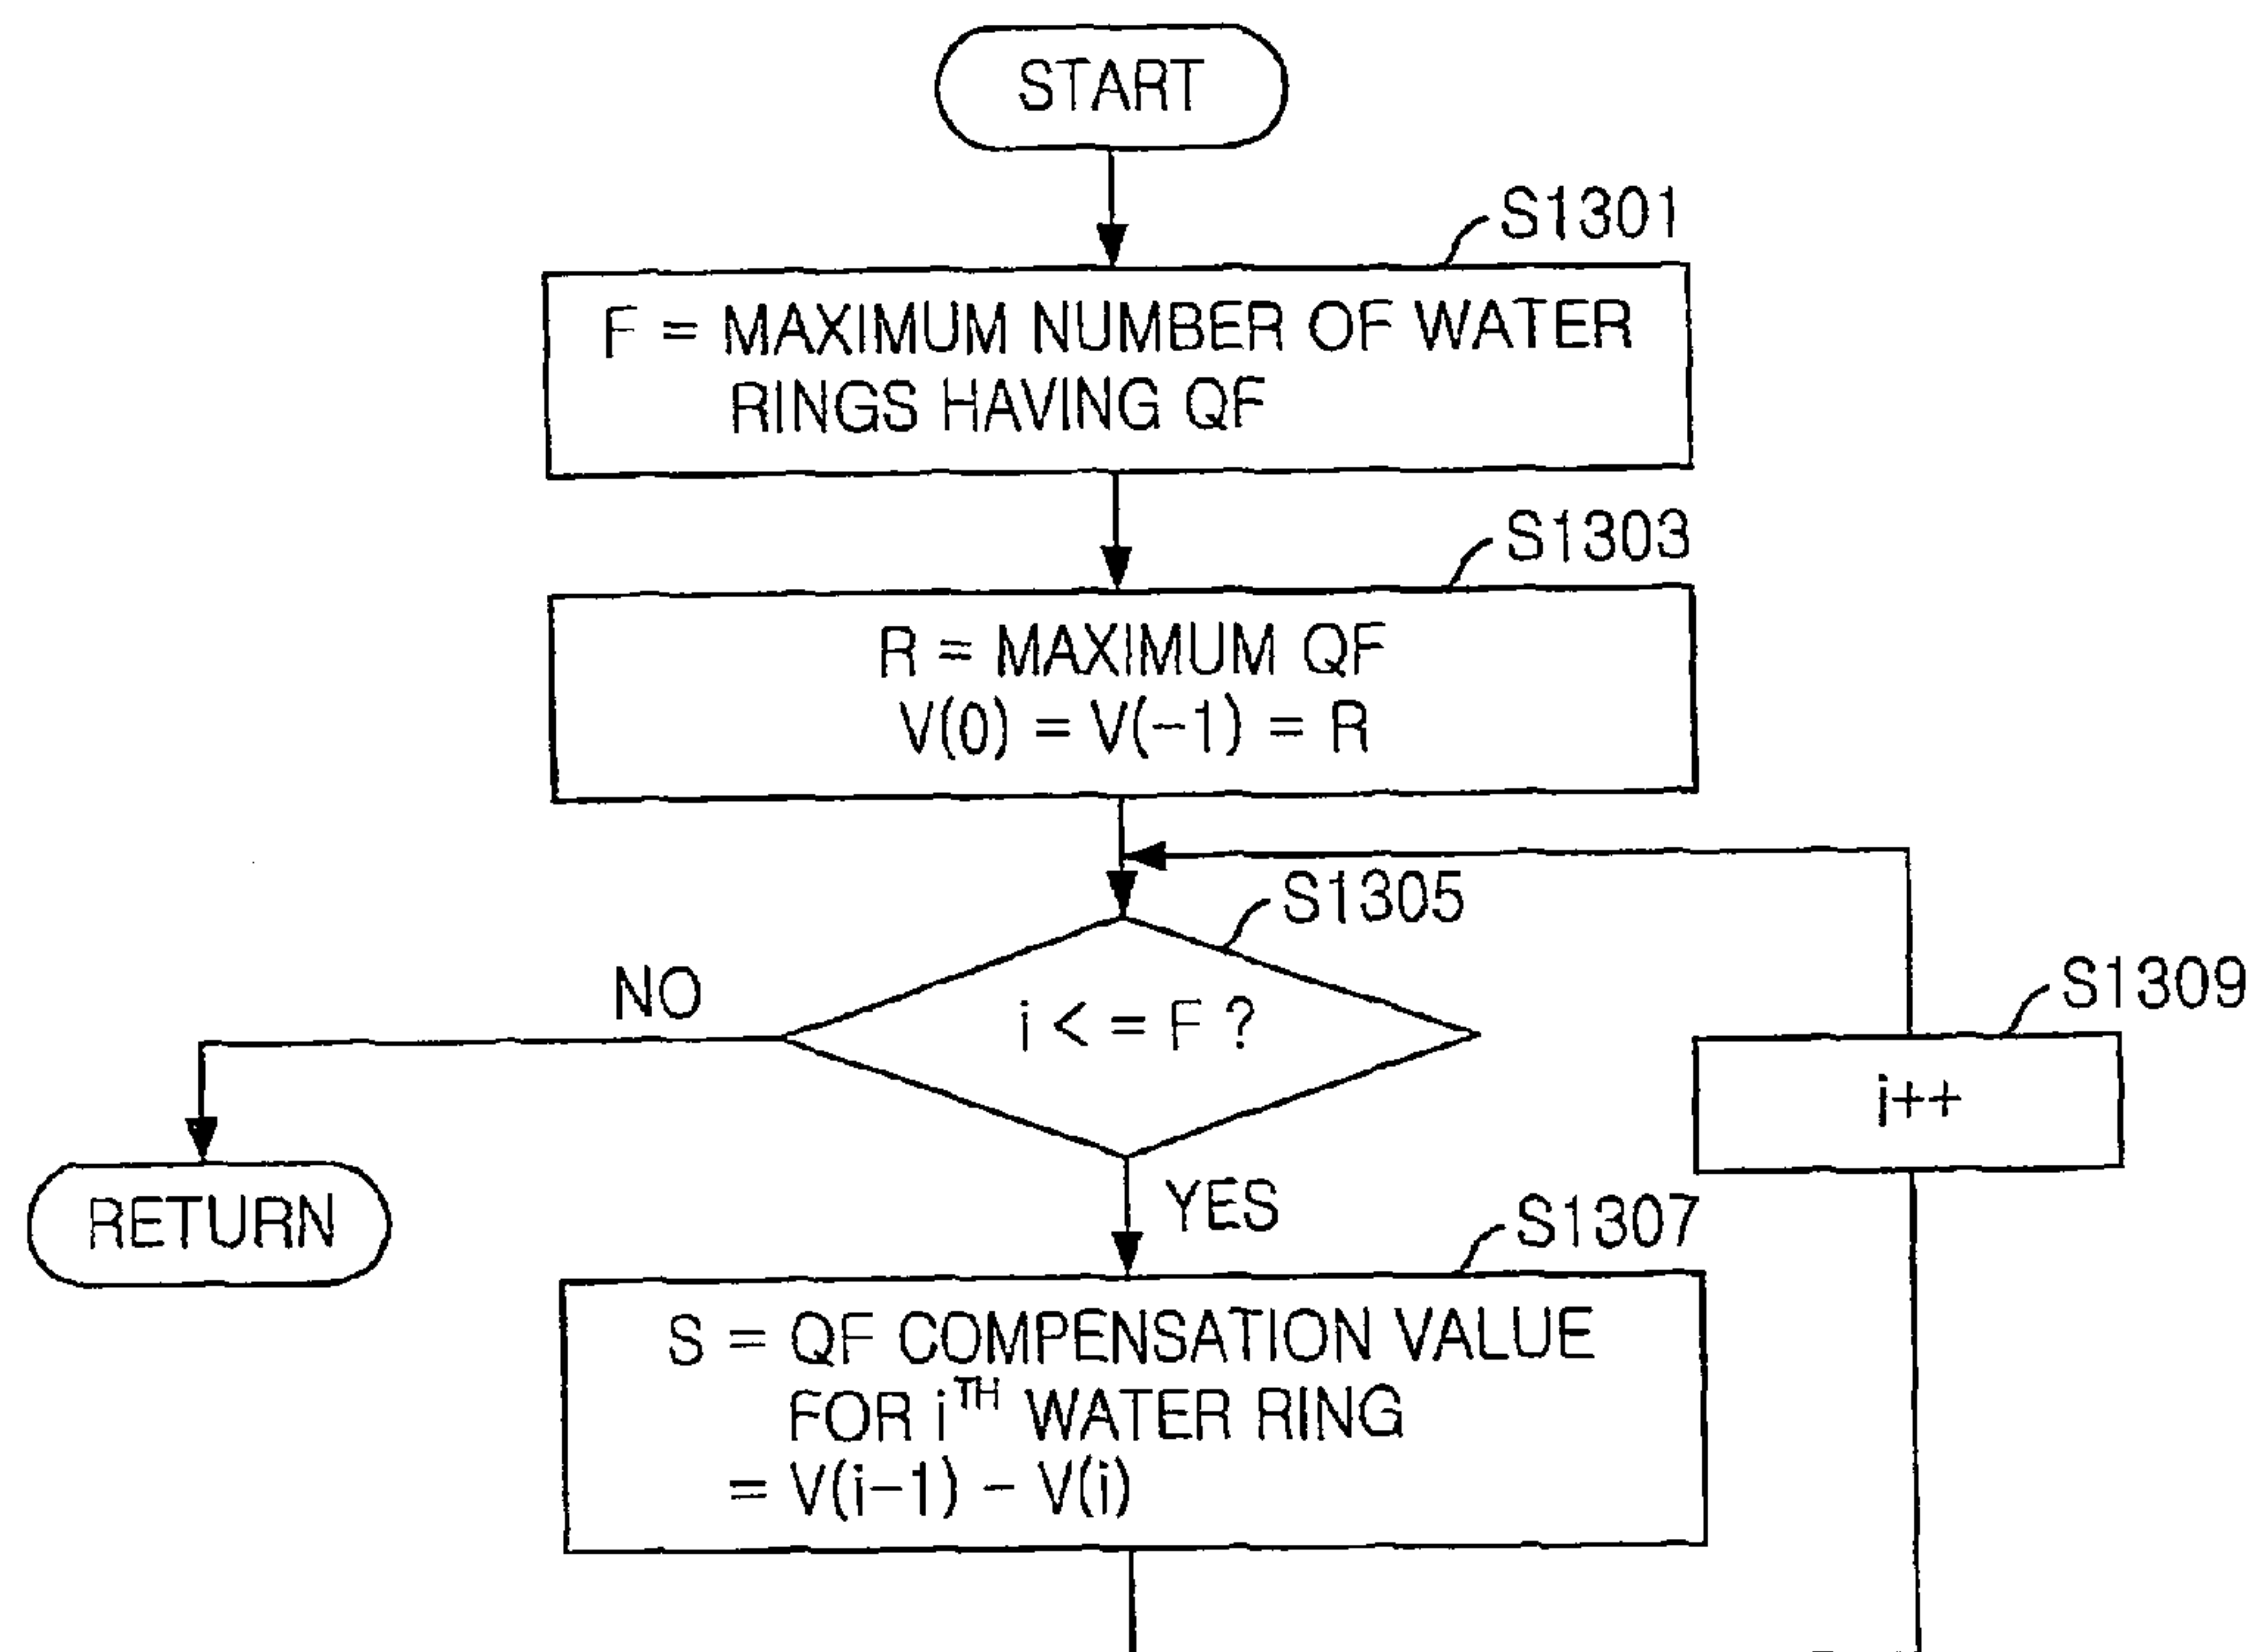 START
S1301
F = MAXIMUM NUMBER OF WATER
RINGS HAVING QF
S1303
R = MAXIMUM QF
V(0) = V(−1) = R
S1305
i < = F ?
NO
S1309
i++
RETURN
YES
S1307
S = QF COMPENSATION VALUE
FOR iTH WATER RING
= V(i−1) − V(i)